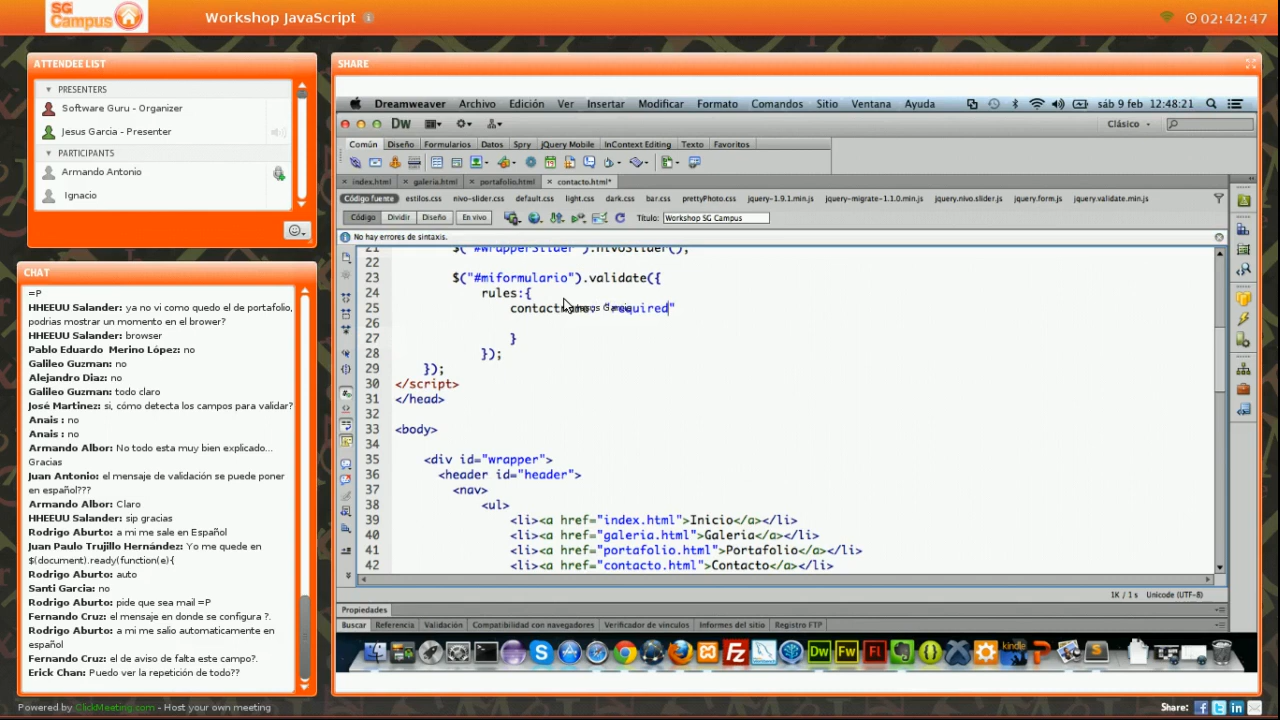 SG Campus
Workshop JavaScript
02:42:47
ATTENDEE LIST
PRESENTERS
Software Guru - Organizer
Jesus Garcia - Presenter
PARTICIPANTS
Armando Antonio
Ignacio
CHAT
=P
HHEEUU Salander: ya no vi como quedo el de portafolio,
podrias mostrar un momento en el brower?
HHEEUU Salander: browser
Pablo Eduardo Merino López: no
Galileo Guzman: no
Alejandro Diaz: no
Galileo Guzman: todo claro
José Martinez: si, cómo detecta los campos para validar?
Anais : no
Anais : no
Armando Albor: No todo esta muy bien explicado...
Gracias
Juan Antonio: el mensaje de validación se puede poner
en español???
Armando Albor: Claro
HHEEUU Salander: sip gracias
Rodrigo Aburto: a mi me sale en Español
Juan Paulo Trujillo Hernández: Yo me quede en
$(document).ready(function(e){
Rodrigo Aburto: auto
Santi Garcia: no
Rodrigo Aburto: pide que sea mail =P
Fernando Cruz: el mensaje en donde se configura ?.
Rodrigo Aburto: a mi me salio automaticamente en
español
Fernando Cruz: el de aviso de falta este campo?.
Erick Chan: Puedo ver la repetición de todo??
SHARE
Dreamweaver Archivo Edición Ver Insertar Modificar Formato Comandos Sitio Ventana Ayuda sáb 9 feb 12:48:21
Dw Clásico
Común Diseño Formularios Datos Spry jQuery Mobile InContext Editing Texto Favoritos
index.html galeria.html portafolio.html contacto.html*
Código fuente estilos.css nivo-slider.css default.css light.css dark.css bar.css prettyPhoto.css jquery-1.9.1.min.js jquery-migrate-1.1.0.min.js jquery.nivo.slider.js jquery.form.js jquery.validate.min.js
Código Dividir Diseño En vivo Título: Workshop SG Campus
No hay errores de sintaxis.
21 $("#wrapperSlider").nivoSlider();
22
23 $("#miformulario").validate({
24 rules:{
25 required"
26
27 }
28 });
29 });
30 </script>
31 </head>
32
33 <body>
34
35 <div id="wrapper">
36 <header id="header">
37 <nav>
38 <ul>
39 <li><a href="index.html">Inicio</a></li>
40 <li><a href="galeria.html">Galeria</a></li>
41 <li><a href="portafolio.html">Portafolio</a></li>
42 <li><a href="contacto.html">Contacto</a></li>
1K / 1 s Unicode (UTF-8)
Propiedades
Buscar Referencia Validación Compatibilidad con navegadores Verificador de vínculos Informes del sitio Registro FTP
Dw Fw Fl kindle
Powered by ClickMeeting.com - Host your own meeting
Share: